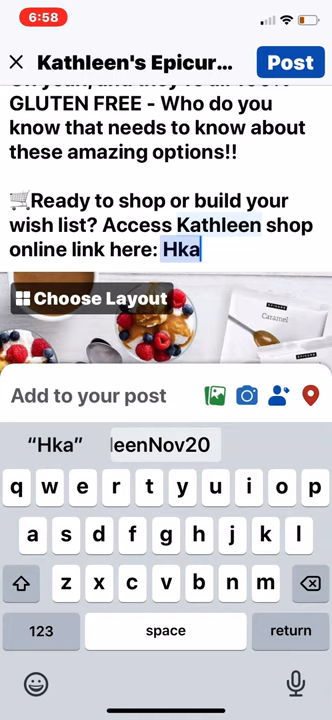 6:58
Kathleen's Epicur...
Post
GLUTEN FREE - Who do you
know that needs to know about
these amazing options!!
🛒Ready to shop or build your
wish list? Access Kathleen shop
online link here: Hka
Choose Layout
EPICURE
Caramel
Add to your post
“Hka” leenNov20
q w e r t y u i o p
a s d f g h j k l
z x c v b n m
123 space return